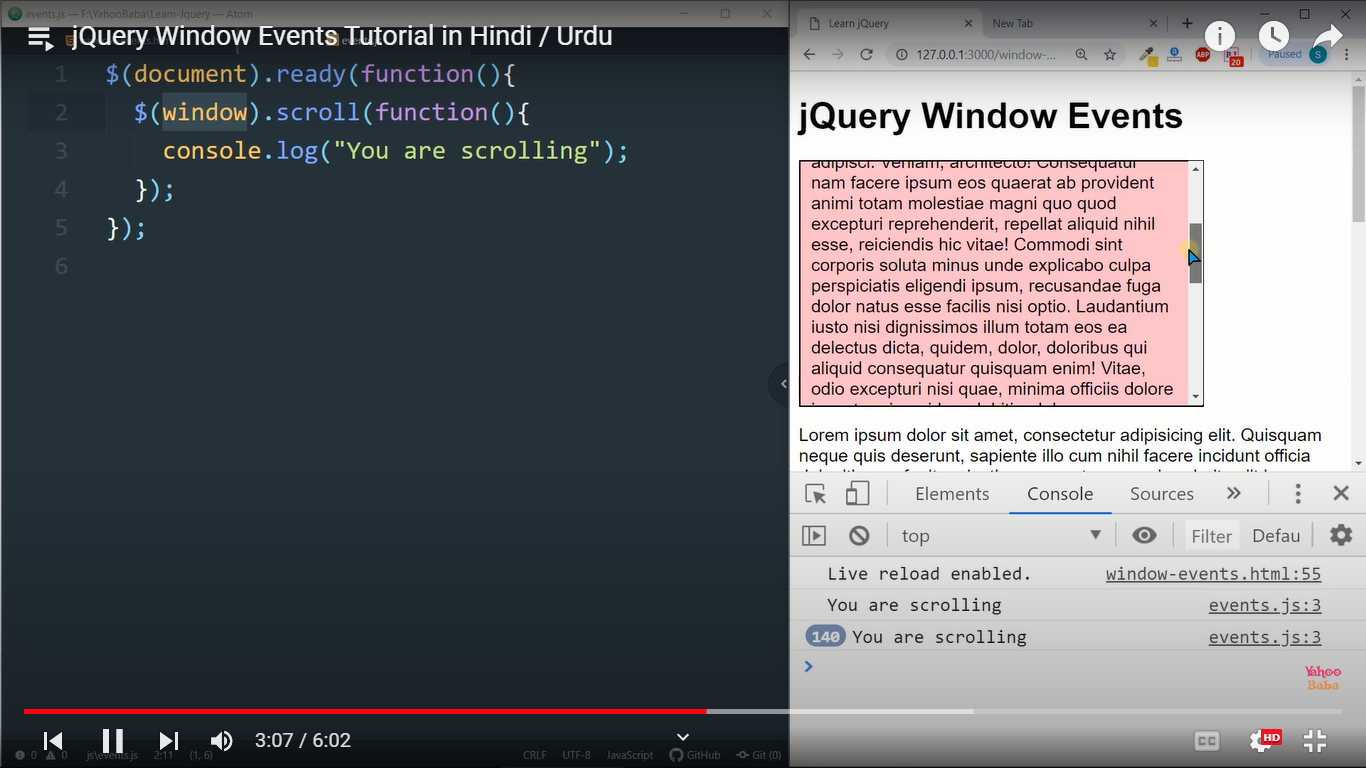 events.js — F:\YahooBaba\Learn-Jquery — Atom
jQuery Window Events Tutorial in Hindi / Urdu
1 $(document).ready(function(){
2 $(window).scroll(function(){
3 console.log("You are scrolling");
4 });
5 });
6
Learn jQuery
New Tab
127.0.0.1:3000/window-...
ABP
20
Paused
S
jQuery Window Events
adipisci. Veniam, architecto! Consequatur
nam facere ipsum eos quaerat ab provident
animi totam molestiae magni quo quod
excepturi reprehenderit, repellat aliquid nihil
esse, reiciendis hic vitae! Commodi sint
corporis soluta minus unde explicabo culpa
perspiciatis eligendi ipsum, recusandae fuga
dolor natus esse facilis nisi optio. Laudantium
iusto nisi dignissimos illum totam eos ea
delectus dicta, quidem, dolor, doloribus qui
aliquid consequatur quisquam enim! Vitae,
odio excepturi nisi quae, minima officiis dolore
Lorem ipsum dolor sit amet, consectetur adipisicing elit. Quisquam
neque quis deserunt, sapiente illo cum nihil facere incidunt officia
Elements Console Sources
top Filter Defau
Live reload enabled. window-events.html:55
You are scrolling events.js:3
140 You are scrolling events.js:3
Yahoo
Baba
3:07 / 6:02
CC
HD
0 0 js\events.js 2:11 (1, 6) CRLF UTF-8 JavaScript GitHub Git (0)